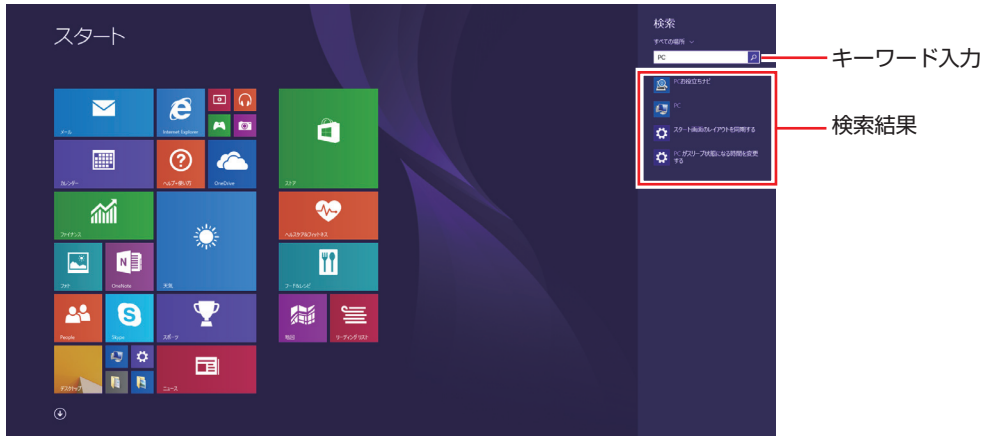 スタート
検索
すべての場所
PC
キーワード入力
PCお役立ちナビ
PC
スタート画面のレイアウトを同期する
PC がスリープ状態になる時間を変更
する
検索結果
メール
Internet Explorer
ストア
カレンダー
ヘルプ+使い方
OneDrive
ファイナンス
天気
ヘルスケア&フィットネス
フォト
OneNote
フード&レシピ
People
Skype
スポーツ
地図
リーディング リスト
デスクトップ
ニュース